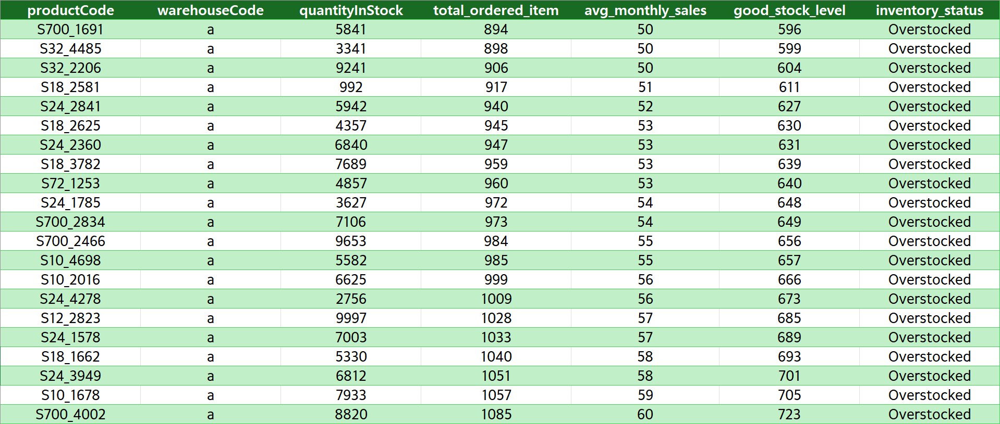 productCode warehouseCode quantityInStock total_ordered_item avg_monthly_sales good_stock_level inventory_status
S700_1691 a 5841 894 50 596 Overstocked
S32_4485 a 3341 898 50 599 Overstocked
S32_2206 a 9241 906 50 604 Overstocked
S18_2581 a 992 917 51 611 Overstocked
S24_2841 a 5942 940 52 627 Overstocked
S18_2625 a 4357 945 53 630 Overstocked
S24_2360 a 6840 947 53 631 Overstocked
S18_3782 a 7689 959 53 639 Overstocked
S72_1253 a 4857 960 53 640 Overstocked
S24_1785 a 3627 972 54 648 Overstocked
S700_2834 a 7106 973 54 649 Overstocked
S700_2466 a 9653 984 55 656 Overstocked
S10_4698 a 5582 985 55 657 Overstocked
S10_2016 a 6625 999 56 666 Overstocked
S24_4278 a 2756 1009 56 673 Overstocked
S12_2823 a 9997 1028 57 685 Overstocked
S24_1578 a 7003 1033 57 689 Overstocked
S18_1662 a 5330 1040 58 693 Overstocked
S24_3949 a 6812 1051 58 701 Overstocked
S10_1678 a 7933 1057 59 705 Overstocked
S700_4002 a 8820 1085 60 723 Overstocked